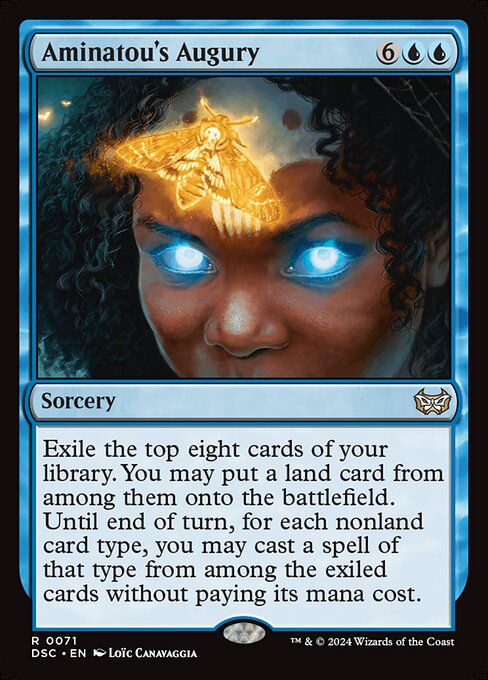 Aminatou's Augury 6
Sorcery
Exile the top eight cards of your
library. You may put a land card from
among them onto the battlefield.
Until end of turn, for each nonland
card type, you may cast a spell of
that type from among the exiled
cards without paying its mana cost.
R 0071
DSC • EN Loïc Canavaggia
™ & © 2024 Wizards of the Coast